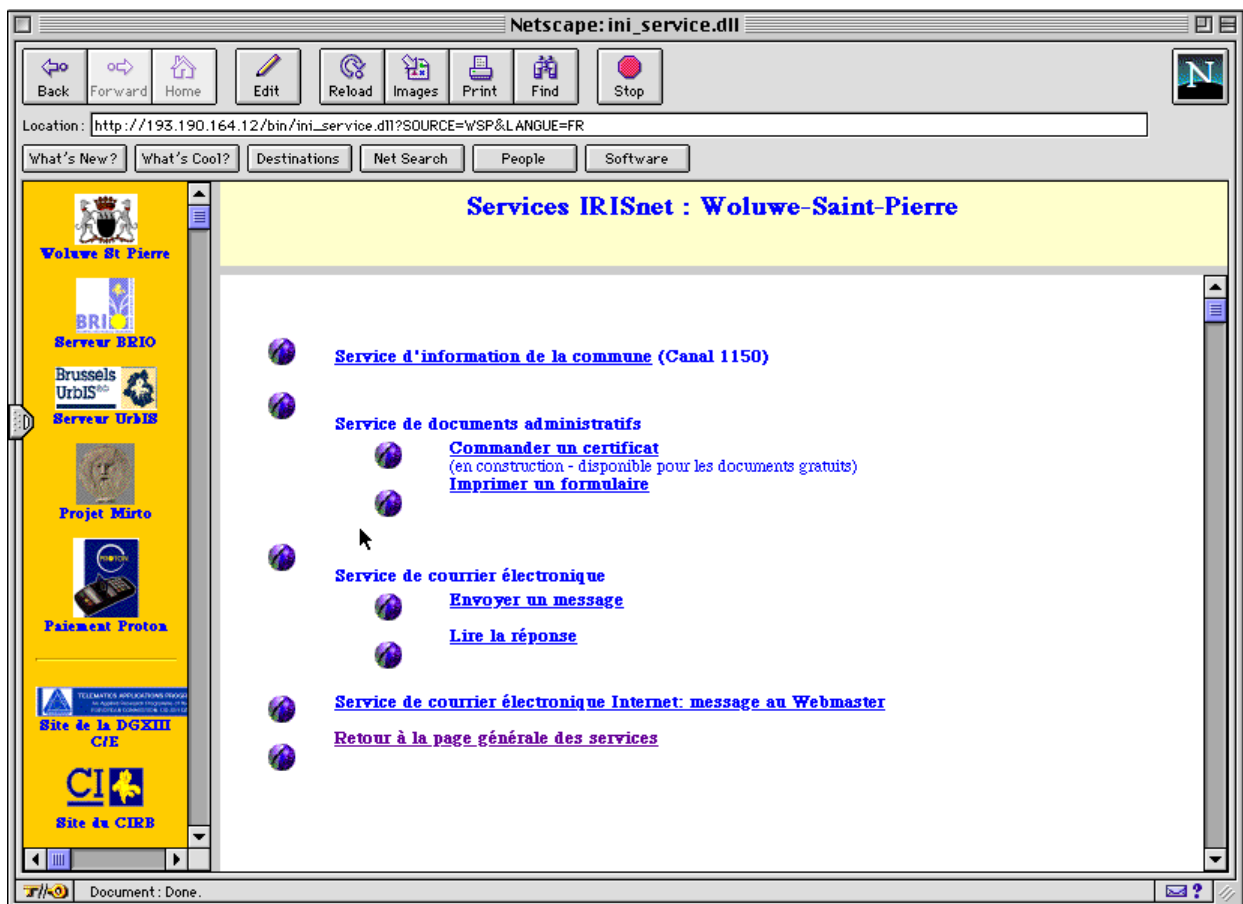 Netscape: ini_service.dll
Back Forward Home Edit Reload Images Print Find Stop
N
Location: http://193.190.164.12/bin/ini_service.dll?SOURCE=WSP&LANGUE=FR
What's New? What's Cool? Destinations Net Search People Software
Woluwe St Pierre
BRIO
Serveur BRIO
Brussels
UrbIS
Serveur UrbIS
Projet Mirto
PROTON
Paiement Proton
TELEMATICS APPLICATIONS PROGR
Site de la DGXIII
C/E
CI
Site du CIRB
Services IRISnet : Woluwe-Saint-Pierre
Service d'information de la commune (Canal 1150)
Service de documents administratifs
Commander un certificat
(en construction - disponible pour les documents gratuits)
Imprimer un formulaire
Service de courrier électronique
Envoyer un message
Lire la réponse
Service de courrier électronique Internet: message au Webmaster
Retour à la page générale des services
Document: Done.
?